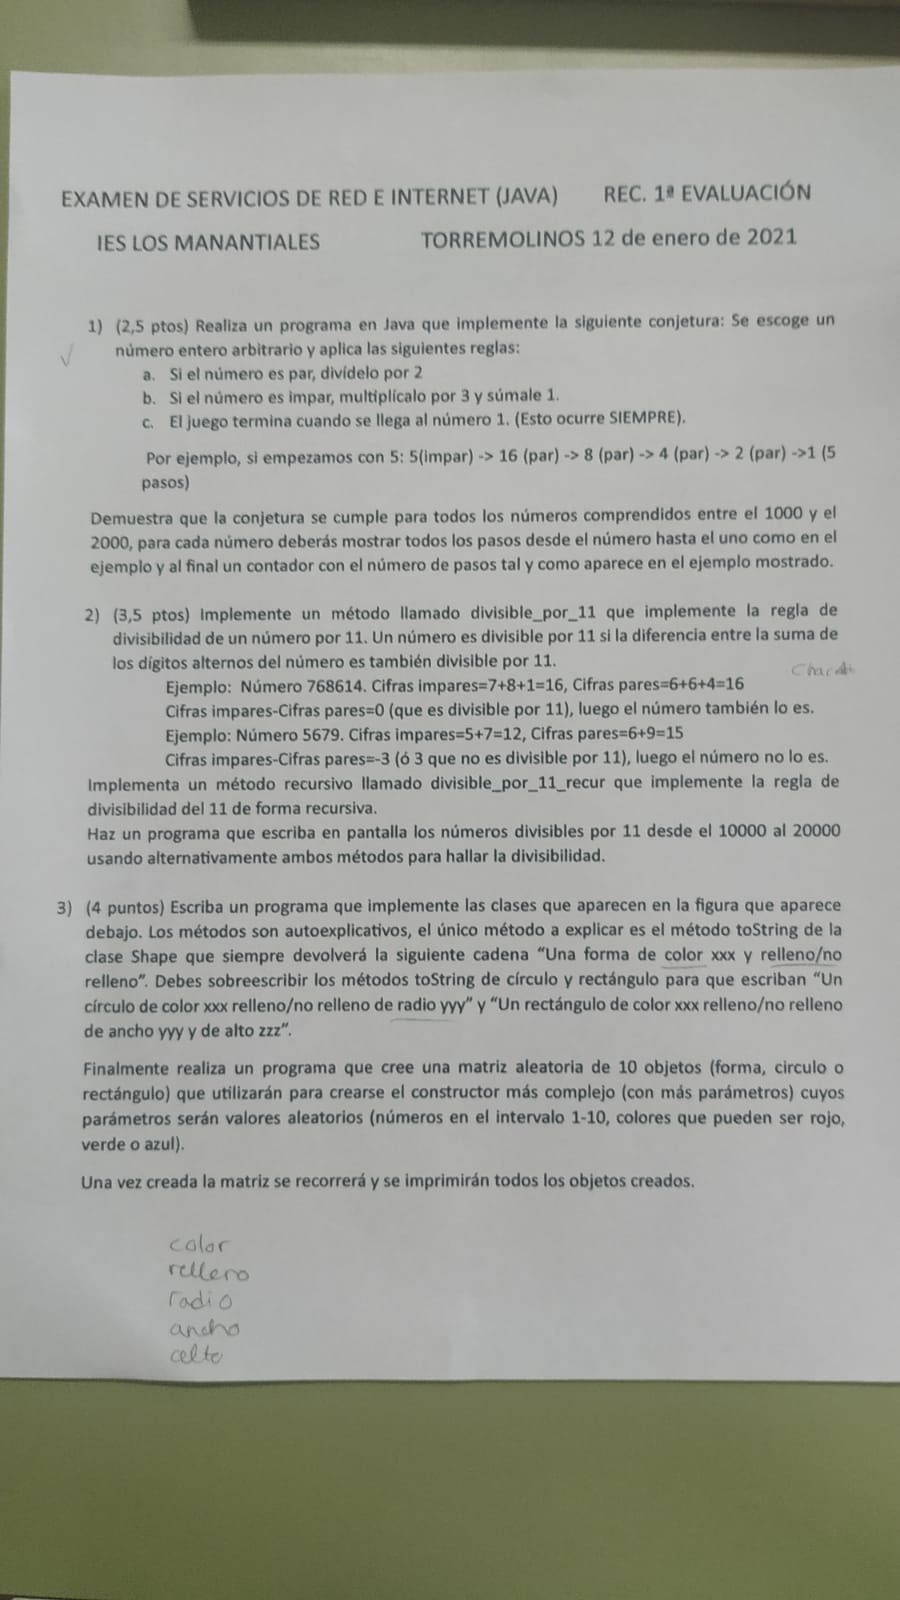 EXAMEN DE SERVICIOS DE RED E INTERNET (JAVA) REC. 1ª EVALUACIÓN
IES LOS MANANTIALES TORREMOLINOS 12 de enero de 2021
1) (2,5 ptos) Realiza un programa en Java que implemente la siguiente conjetura: Se escoge un
número entero arbitrario y aplica las siguientes reglas:
a. Si el número es par, divídelo por 2
b. Si el número es impar, multiplícalo por 3 y súmale 1.
c. El juego termina cuando se llega al número 1. (Esto ocurre SIEMPRE).
Por ejemplo, si empezamos con 5: 5(impar) -> 16 (par) -> 8 (par) -> 4 (par) -> 2 (par) ->1 (5
pasos)
Demuestra que la conjetura se cumple para todos los números comprendidos entre el 1000 y el
2000, para cada número deberás mostrar todos los pasos desde el número hasta el uno como en el
ejemplo y al final un contador con el número de pasos tal y como aparece en el ejemplo mostrado.
2) (3,5 ptos) Implemente un método llamado divisible_por_11 que implemente la regla de
divisibilidad de un número por 11. Un número es divisible por 11 si la diferencia entre la suma de
los dígitos alternos del número es también divisible por 11.
Ejemplo: Número 768614. Cifras impares=7+8+1=16, Cifras pares=6+6+4=16
Cifras impares-Cifras pares=0 (que es divisible por 11), luego el número también lo es.
Ejemplo: Número 5679. Cifras impares=5+7=12, Cifras pares=6+9=15
Cifras impares-Cifras pares=-3 (ó 3 que no es divisible por 11), luego el número no lo es.
Implementa un método recursivo llamado divisible_por_11_recur que implemente la regla de
divisibilidad del 11 de forma recursiva.
Haz un programa que escriba en pantalla los números divisibles por 11 desde el 10000 al 20000
usando alternativamente ambos métodos para hallar la divisibilidad.
3) (4 puntos) Escriba un programa que implemente las clases que aparecen en la figura que aparece
debajo. Los métodos son autoexplicativos, el único método a explicar es el método toString de la
clase Shape que siempre devolverá la siguiente cadena “Una forma de color xxx y relleno/no
relleno”. Debes sobreescribir los métodos toString de círculo y rectángulo para que escriban “Un
círculo de color xxx relleno/no relleno de radio yyy” y “Un rectángulo de color xxx relleno/no relleno
de ancho yyy y de alto zzz”.
Finalmente realiza un programa que cree una matriz aleatoria de 10 objetos (forma, circulo o
rectángulo) que utilizarán para crearse el constructor más complejo (con más parámetros) cuyos
parámetros serán valores aleatorios (números en el intervalo 1-10, colores que pueden ser rojo,
verde o azul).
Una vez creada la matriz se recorrerá y se imprimirán todos los objetos creados.
color
relleno
radio
ancho